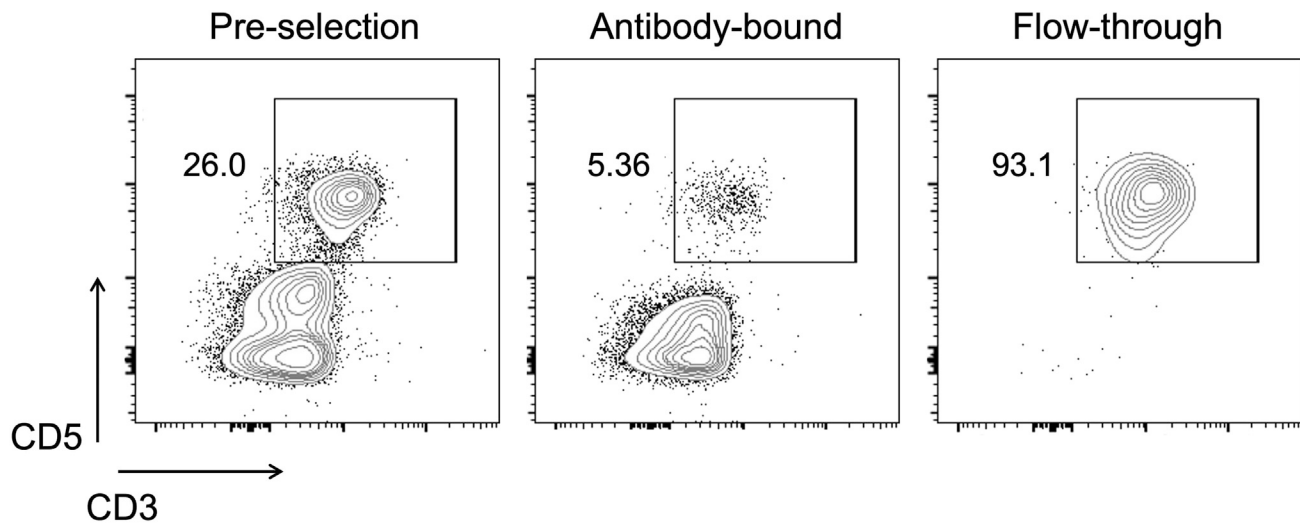 Pre-selection
Antibody-bound
Flow-through
26.0
5.36
93.1
CD5
CD3